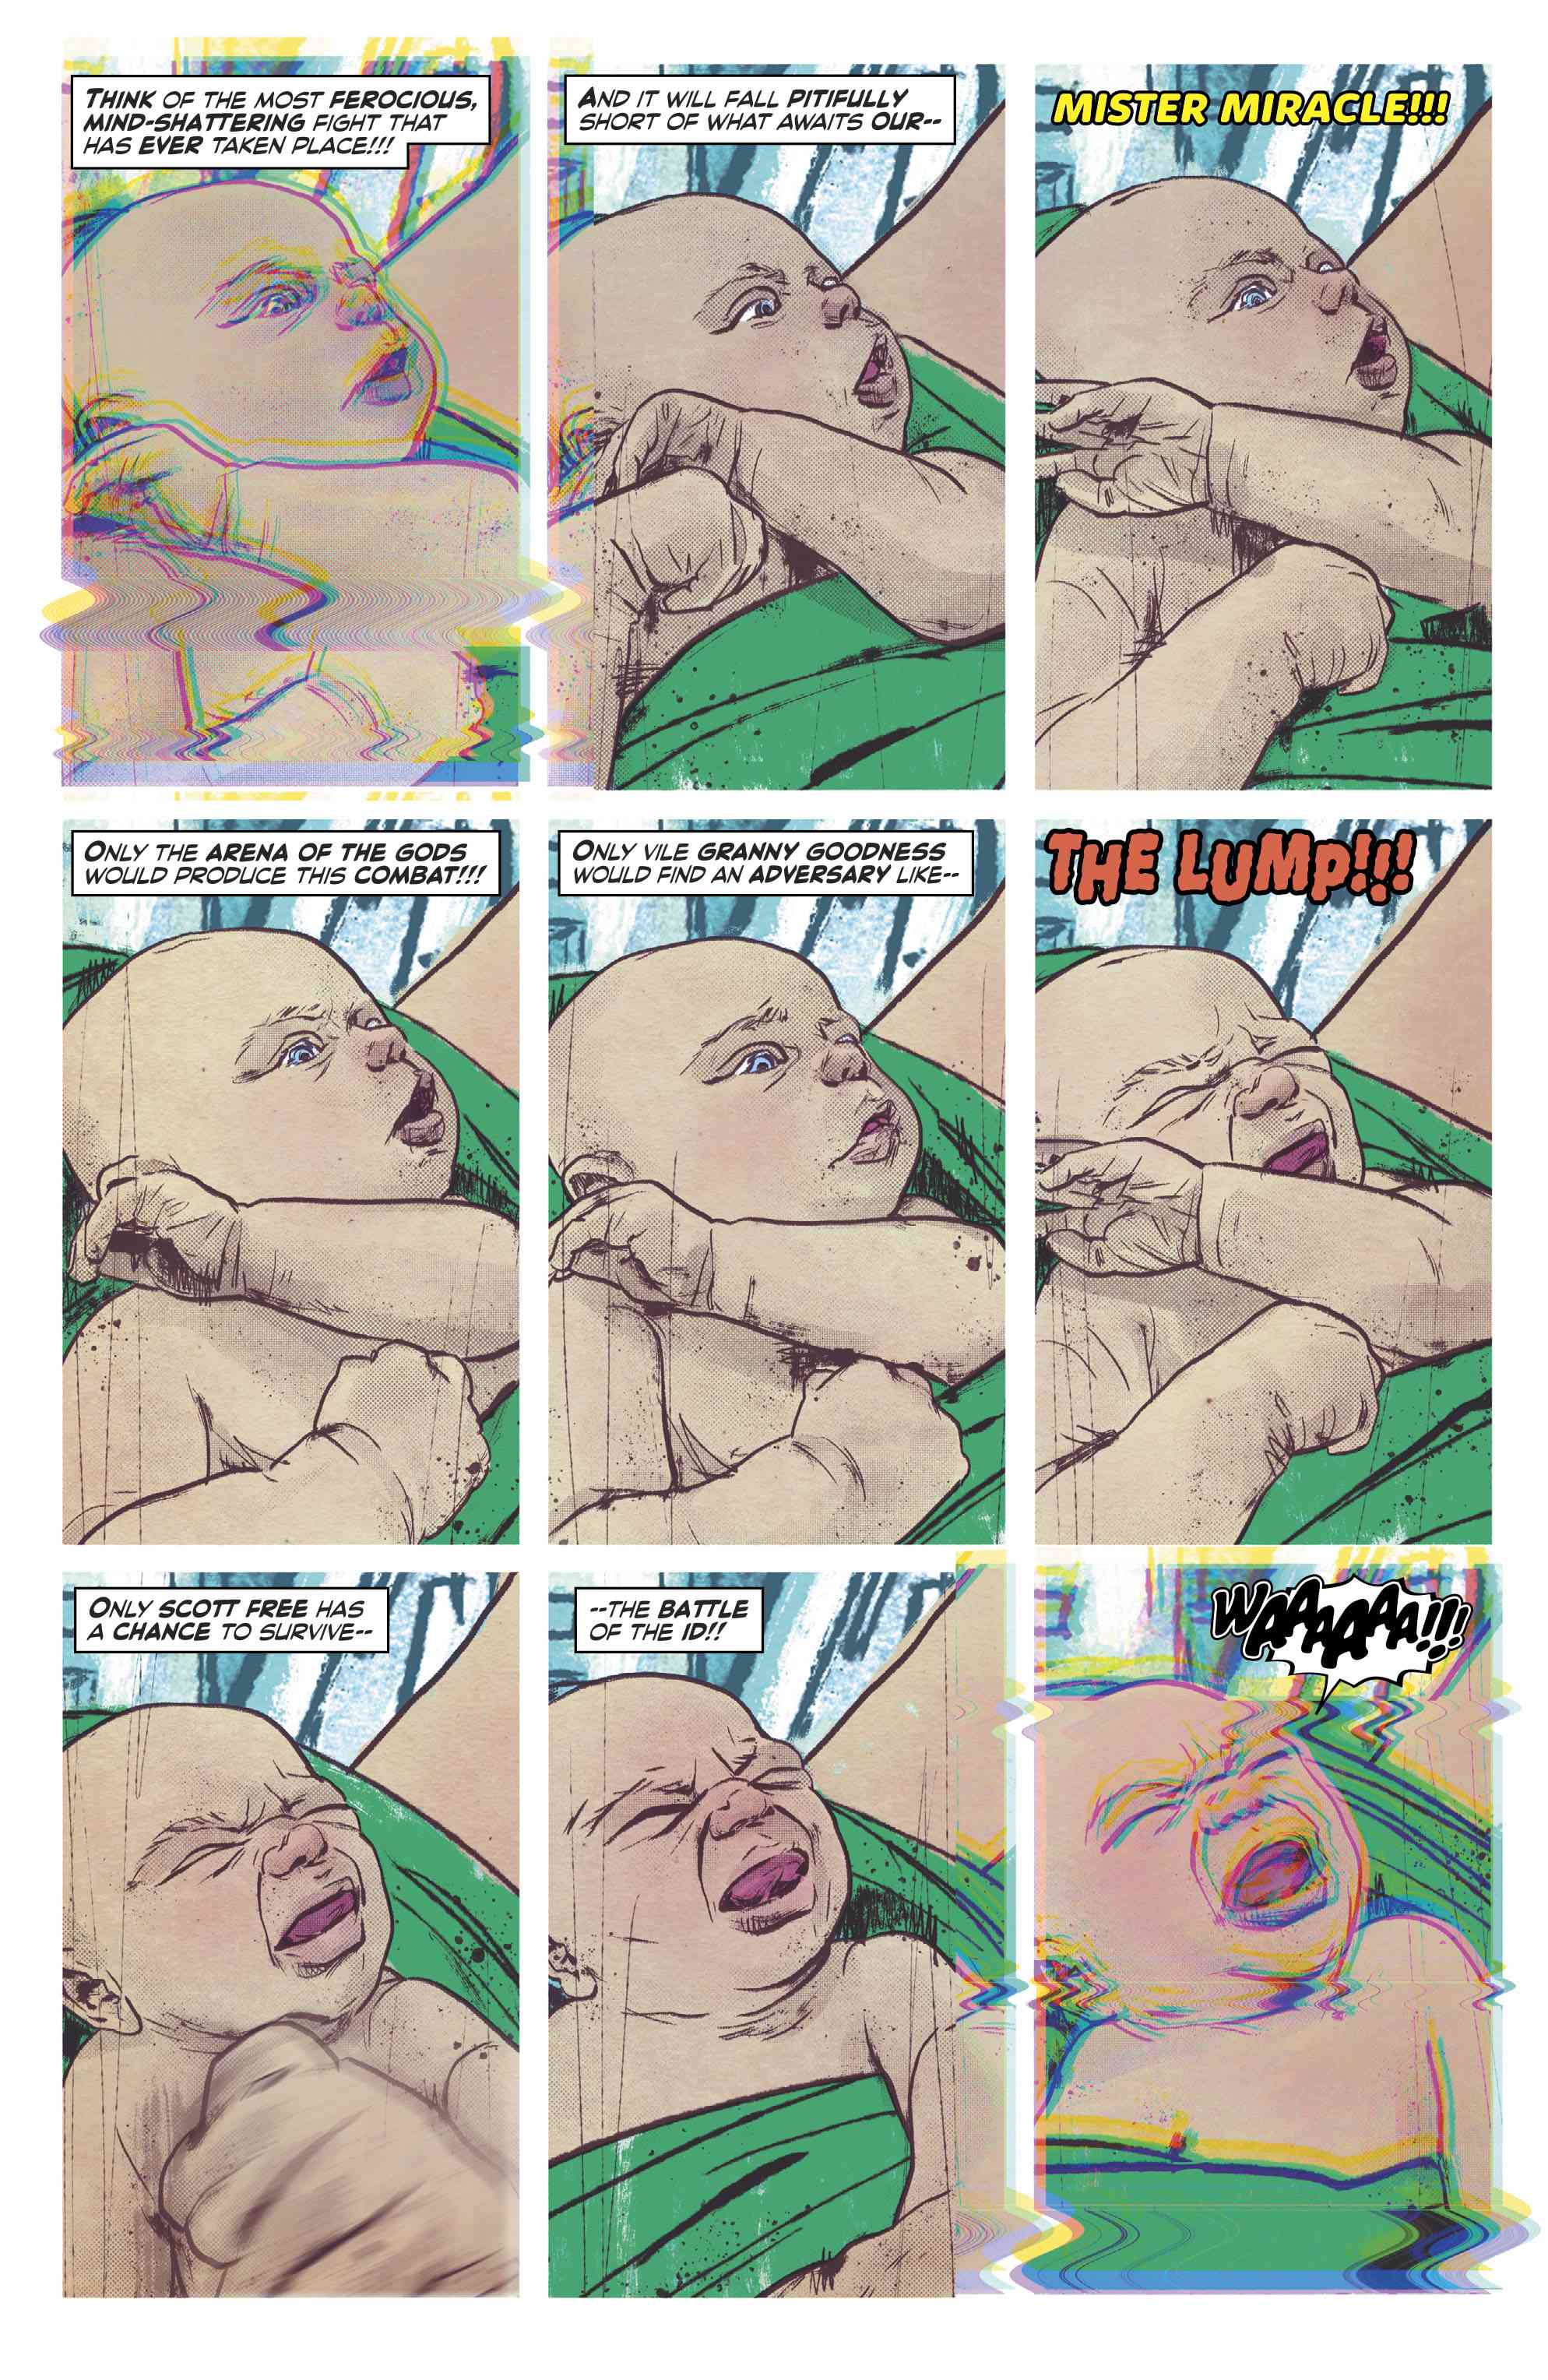 THINK OF THE MOST FEROCIOUS,
MIND-SHATTERING FIGHT THAT
HAS EVER TAKEN PLACE!!!
AND IT WILL FALL PITIFULLY
SHORT OF WHAT AWAITS OUR--
MISTER MIRACLE!!!
ONLY THE ARENA OF THE GODS
WOULD PRODUCE THIS COMBAT!!!
ONLY VILE GRANNY GOODNESS
WOULD FIND AN ADVERSARY LIKE--
THE LUMP!!!
ONLY SCOTT FREE HAS
A CHANCE TO SURVIVE--
--THE BATTLE
OF THE ID!!
WAAAAAA!!!